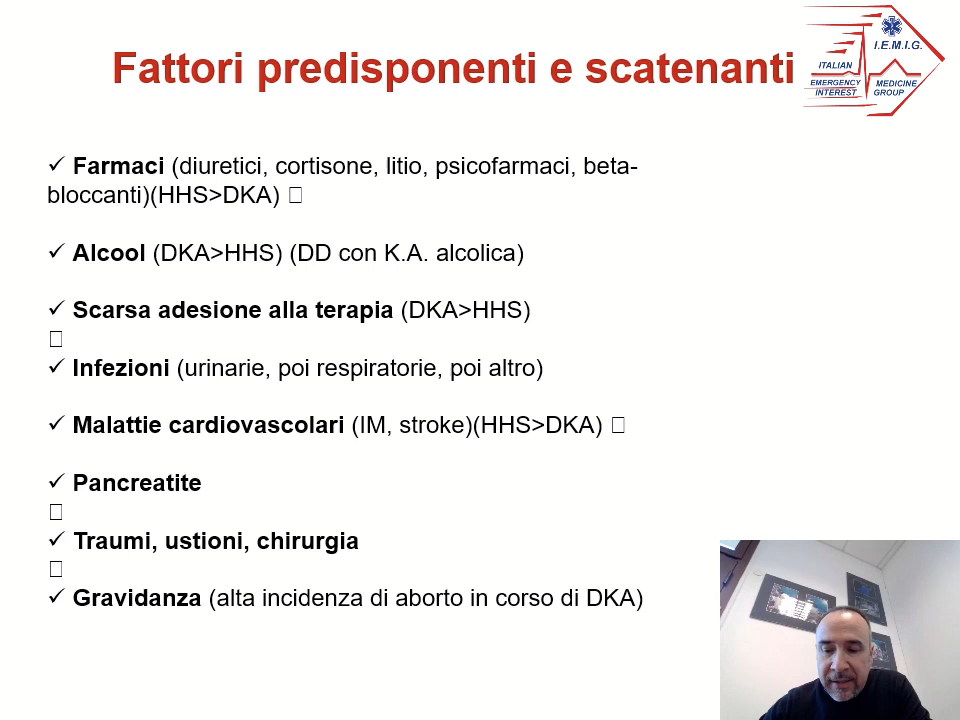 Fattori predisponenti e scatenanti
I.E.M.I.G.
ITALIAN
EMERGENCY MEDICINE
INTEREST GROUP
✓ Farmaci (diuretici, cortisone, litio, psicofarmaci, beta-
bloccanti)(HHS>DKA)
✓ Alcool (DKA>HHS) (DD con K.A. alcolica)
✓ Scarsa adesione alla terapia (DKA>HHS)
✓ Infezioni (urinarie, poi respiratorie, poi altro)
✓ Malattie cardiovascolari (IM, stroke)(HHS>DKA)
✓ Pancreatite
✓ Traumi, ustioni, chirurgia
✓ Gravidanza (alta incidenza di aborto in corso di DKA)